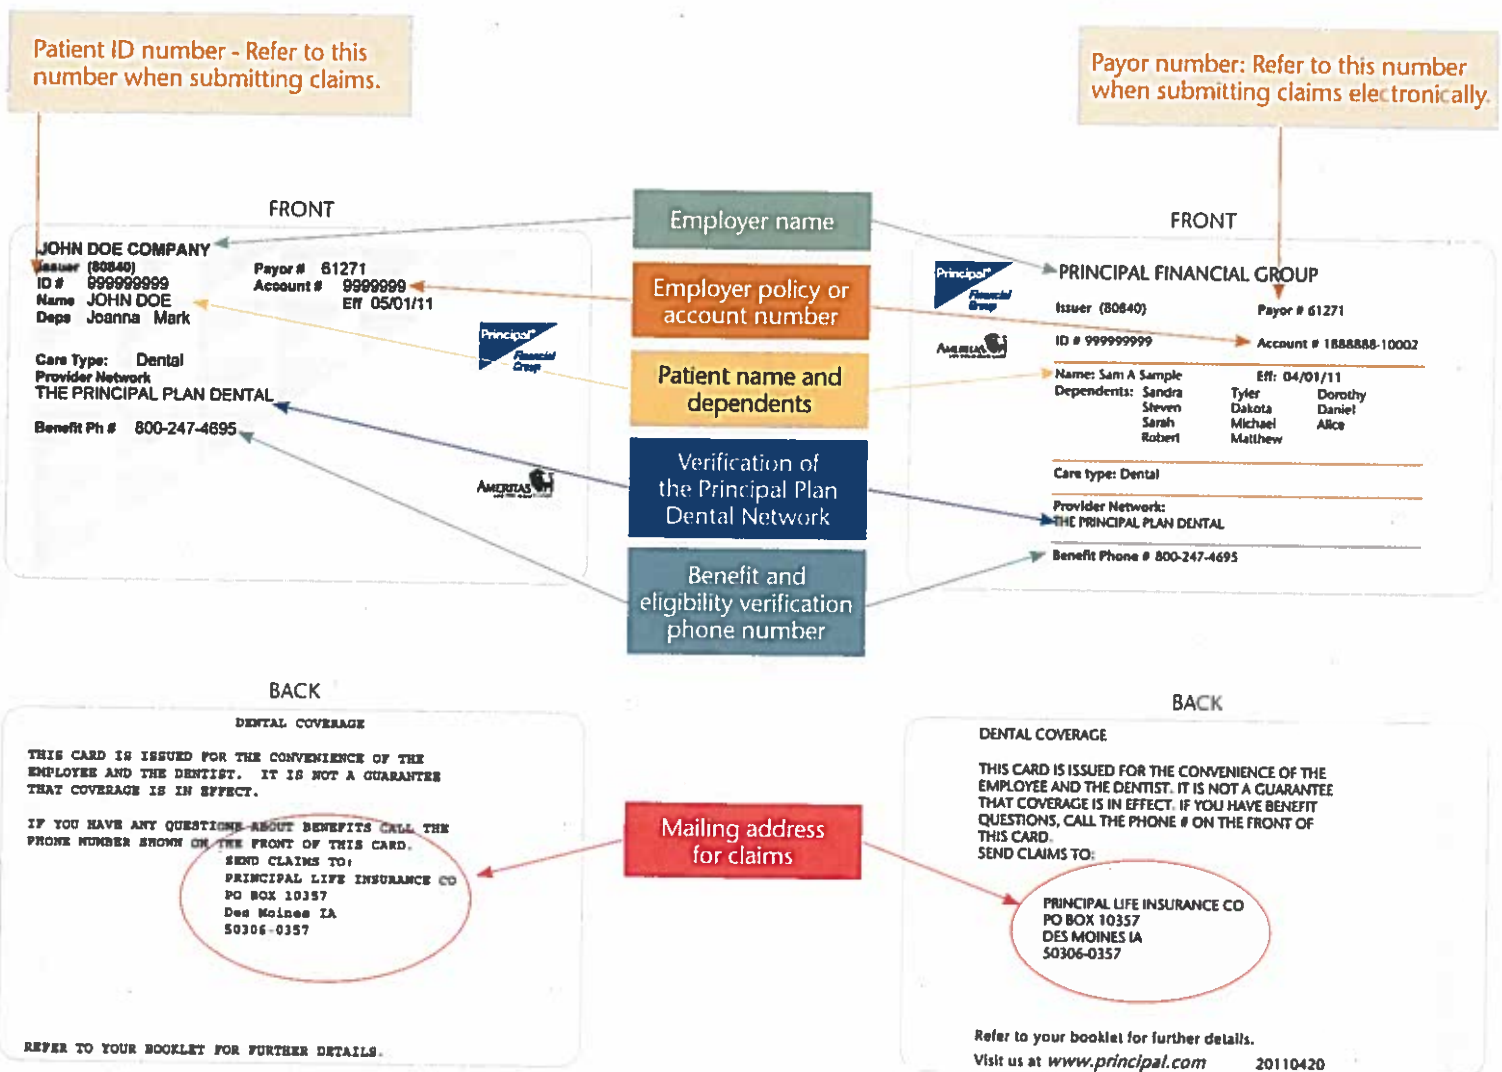 Patient ID number - Refer to this
number when submitting claims.
Payor number: Refer to this number
when submitting claims electronically.
FRONT
JOHN DOE COMPANY
Issuer (80840)
ID # 999999999
Name JOHN DOE
Deps Joanna Mark
Payor # 61271
Account # 9999999
Eff 05/01/11
Care Type: Dental
Provider Network
THE PRINCIPAL PLAN DENTAL
Benefit Ph # 800-247-4695
Principal
Financial
Group
AMERITAS
Employer name
Employer policy or
account number
Patient name and
dependents
Verification of
the Principal Plan
Dental Network
Benefit and
eligibility verification
phone number
FRONT
Principal
Financial
Group
AMERITAS
PRINCIPAL FINANCIAL GROUP
Issuer (80840)
Payor # 61271
ID # 999999999
Account # 1888888-10002
Name: Sam A Sample
Eff: 04/01/11
Dependents: Sandra Tyler Dorothy
Steven Dakota Daniel
Sarah Michael Alice
Robert Matthew
Care type: Dental
Provider Network:
THE PRINCIPAL PLAN DENTAL
Benefit Phone # 800-247-4695
BACK
DENTAL COVERAGE
THIS CARD IS ISSUED FOR THE CONVENIENCE OF THE
EMPLOYEE AND THE DENTIST. IT IS NOT A GUARANTEE
THAT COVERAGE IS IN EFFECT.
IF YOU HAVE ANY QUESTIONS ABOUT BENEFITS CALL THE
PHONE NUMBER SHOWN ON THE FRONT OF THIS CARD.
SEND CLAIMS TO:
PRINCIPAL LIFE INSURANCE CO
PO BOX 10357
Des Moines IA
50306-0357
REFER TO YOUR BOOKLET FOR FURTHER DETAILS.
Mailing address
for claims
BACK
DENTAL COVERAGE
THIS CARD IS ISSUED FOR THE CONVENIENCE OF THE
EMPLOYEE AND THE DENTIST. IT IS NOT A GUARANTEE
THAT COVERAGE IS IN EFFECT. IF YOU HAVE BENEFIT
QUESTIONS, CALL THE PHONE # ON THE FRONT OF
THIS CARD.
SEND CLAIMS TO:
PRINCIPAL LIFE INSURANCE CO
PO BOX 10357
DES MOINES IA
50306-0357
Refer to your booklet for further details.
Visit us at www.principal.com 20110420